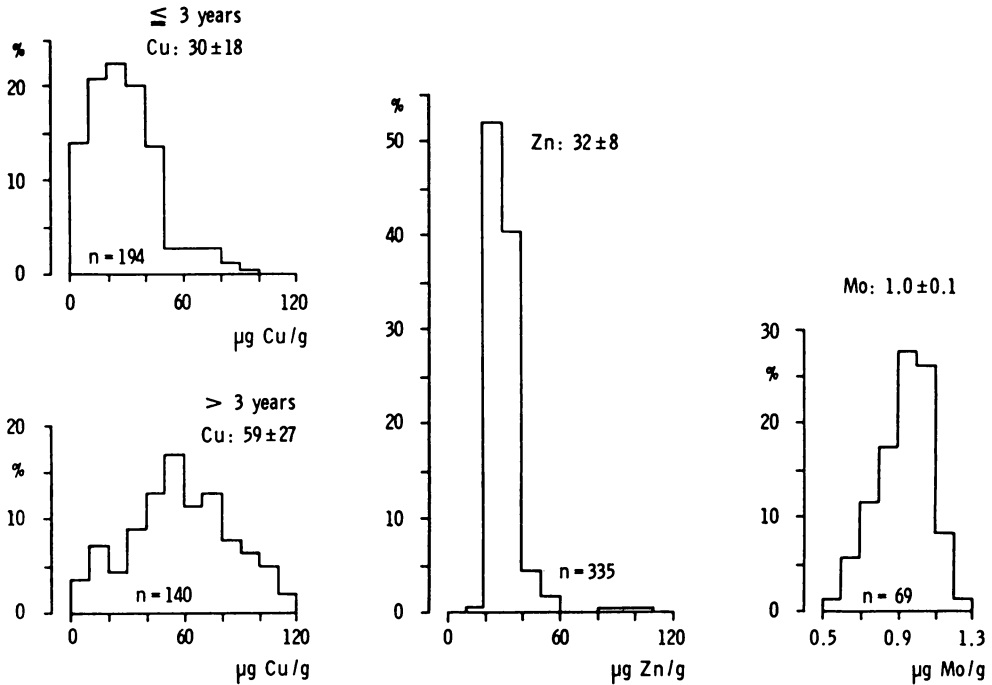 ≦ 3 years
Cu: 30±18
%
20
10
0
n=194
0 60 120
µg Cu/g
> 3 years
Cu: 59±27
20
%
10
0
n=140
0 60 120
µg Cu/g
%
50
40
30
20
10
0
Zn: 32±8
n=335
0 60 120
µg Zn/g
Mo: 1.0±0.1
30
%
20
10
0
n=69
0.5 0.9 1.3
µg Mo/g